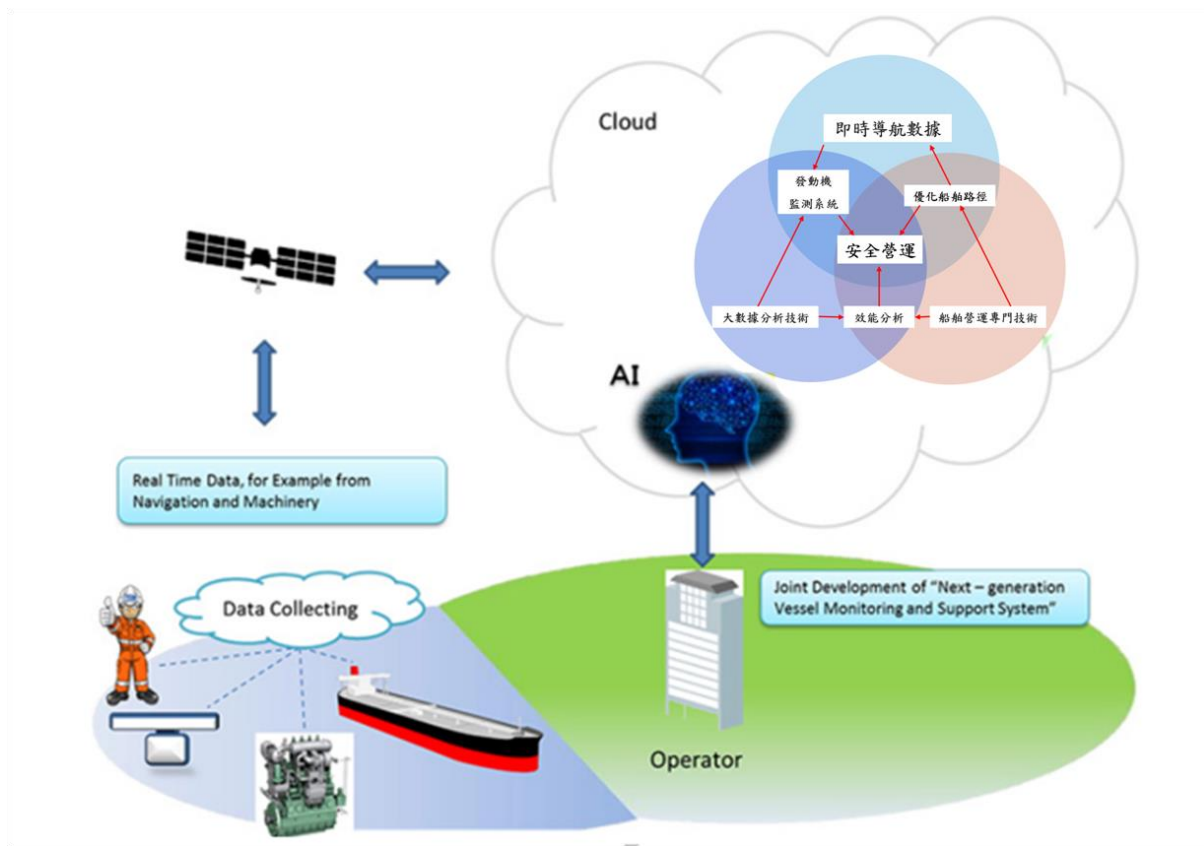 Cloud
即時導航數據
發動機
監測系統
優化船舶路徑
安全營運
大數據分析技術
效能分析
船舶營運專門技術
AI
Real Time Data, for Example from
Navigation and Machinery
Data Collecting
Joint Development of “Next – generation
Vessel Monitoring and Support System”
Operator